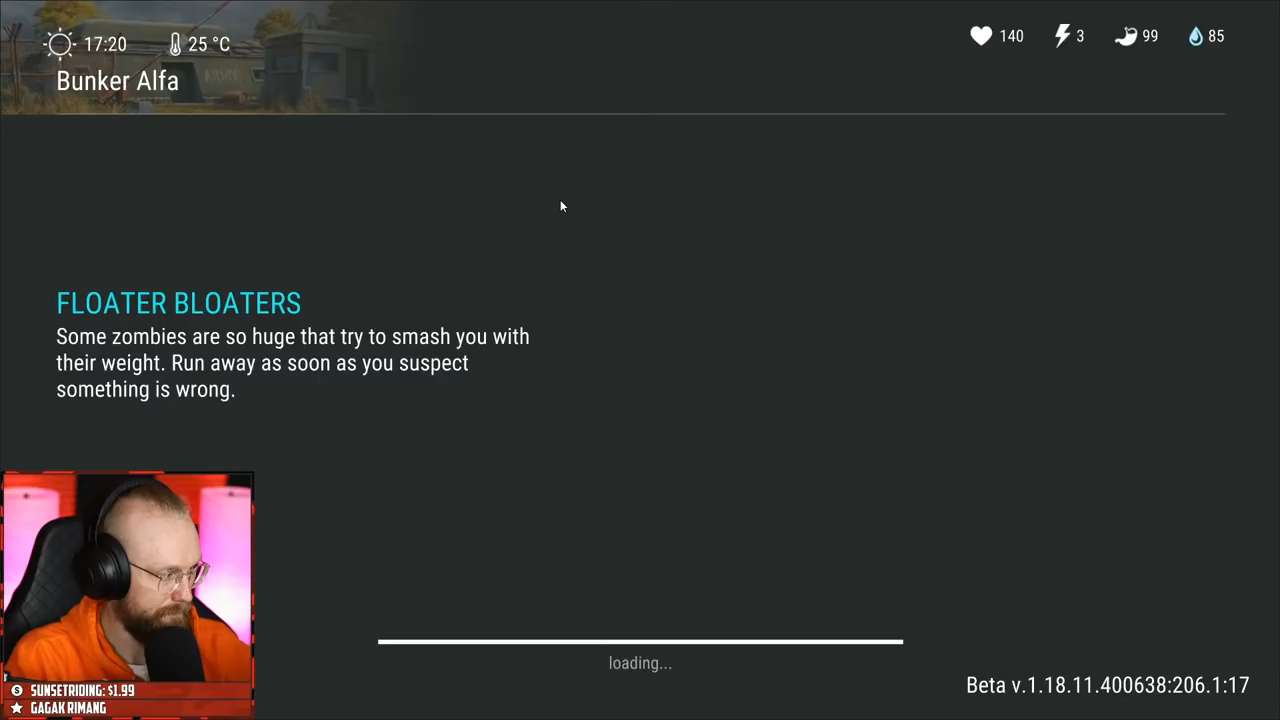 17:20 25 °C
140 3 99 85
Bunker Alfa
FLOATER BLOATERS
Some zombies are so huge that try to smash you with
their weight. Run away as soon as you suspect
something is wrong.
loading...
SUNSETRIDING: $1.99
GAGAK RIMANG
Beta v.1.18.11.400638:206.1:17